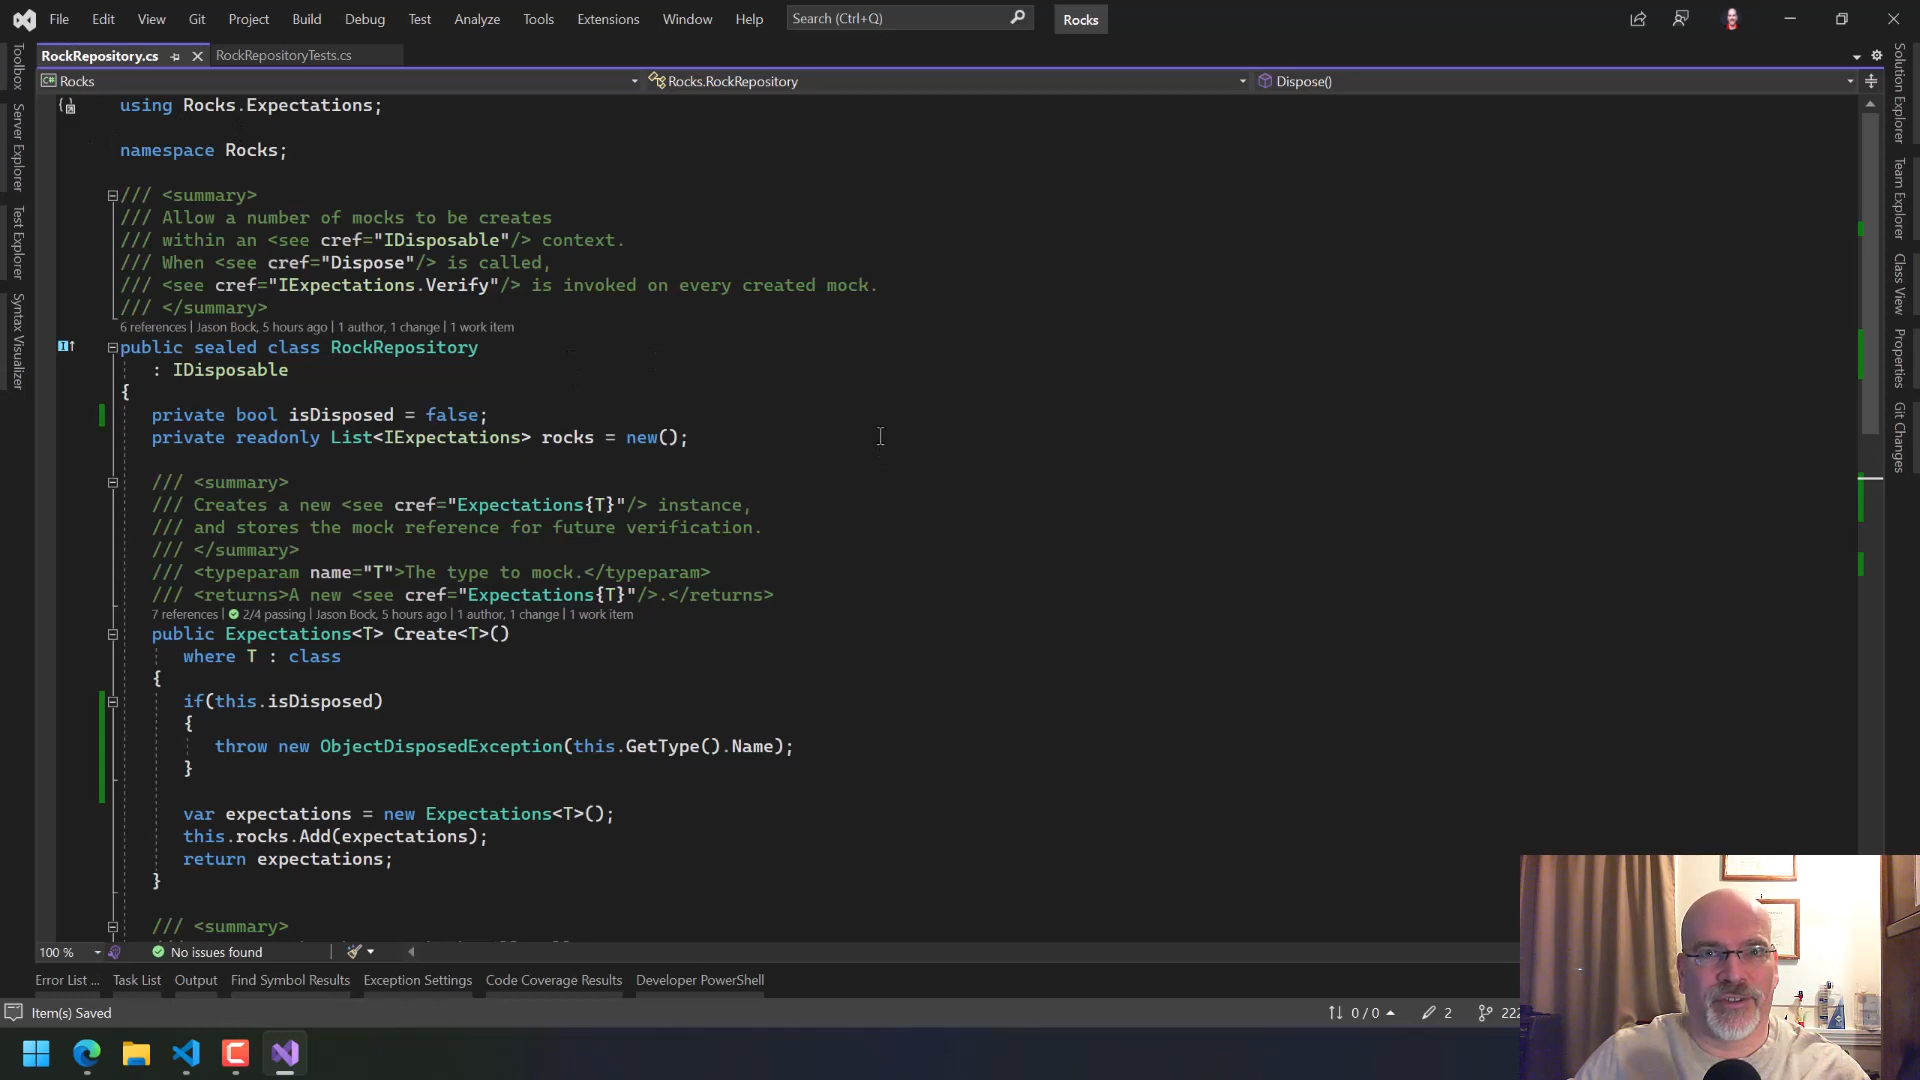 File Edit View Git Project Build Debug Test Analyze Tools Extensions Window Help Search (Ctrl+Q) Rocks
RockRepository.cs RockRepositoryTests.cs
Rocks Rocks.RockRepository Dispose()
Toolbox
Server Explorer
Test Explorer
Syntax Visualizer
using Rocks.Expectations;
namespace Rocks;
/// <summary>
/// Allow a number of mocks to be creates
/// within an <see cref="IDisposable"/> context.
/// When <see cref="Dispose"/> is called,
/// <see cref="IExpectations.Verify"/> is invoked on every created mock.
/// </summary>
6 references | Jason Bock, 5 hours ago | 1 author, 1 change | 1 work item
public sealed class RockRepository
: IDisposable
{
private bool isDisposed = false;
private readonly List<IExpectations> rocks = new();
/// <summary>
/// Creates a new <see cref="Expectations{T}"/> instance,
/// and stores the mock reference for future verification.
/// </summary>
/// <typeparam name="T">The type to mock.</typeparam>
/// <returns>A new <see cref="Expectations{T}"/>.</returns>
7 references | 2/4 passing | Jason Bock, 5 hours ago | 1 author, 1 change | 1 work item
public Expectations<T> Create<T>()
where T : class
{
if(this.isDisposed)
{
throw new ObjectDisposedException(this.GetType().Name);
}
var expectations = new Expectations<T>();
this.rocks.Add(expectations);
return expectations;
}
/// <summary>
Solution Explorer
Team Explorer
Class View
Properties
Git Changes
100 % No issues found
Error List ... Task List Output Find Symbol Results Exception Settings Code Coverage Results Developer PowerShell
Item(s) Saved 0 / 0 2 222